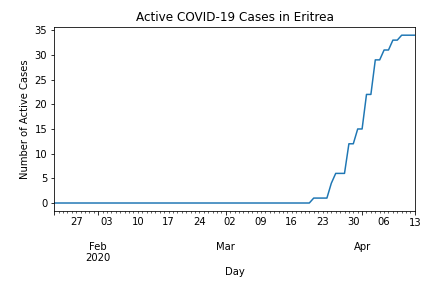 Active COVID-19 Cases in Eritrea
Number of Active Cases
35
30
25
20
15
10
5
0
27 03 10 17 24 02 09 16 23 30 06 13
Feb Mar Apr
2020
Day